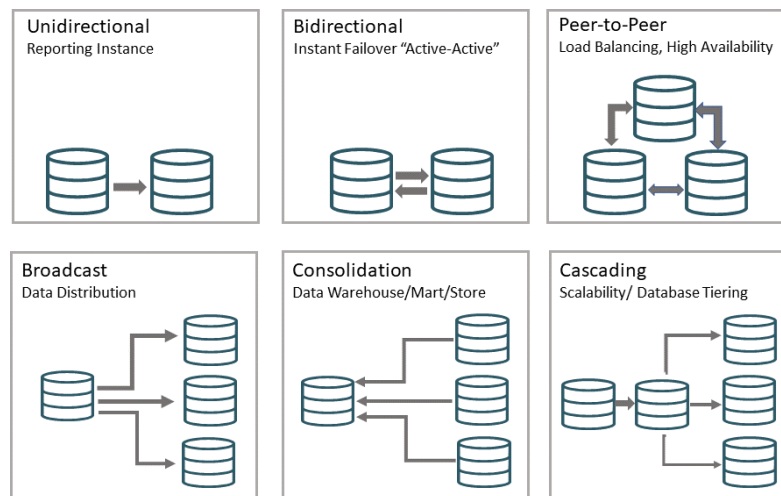 Unidirectional
Reporting Instance
Bidirectional
Instant Failover “Active-Active”
Peer-to-Peer
Load Balancing, High Availability
Broadcast
Data Distribution
Consolidation
Data Warehouse/Mart/Store
Cascading
Scalability/ Database Tiering